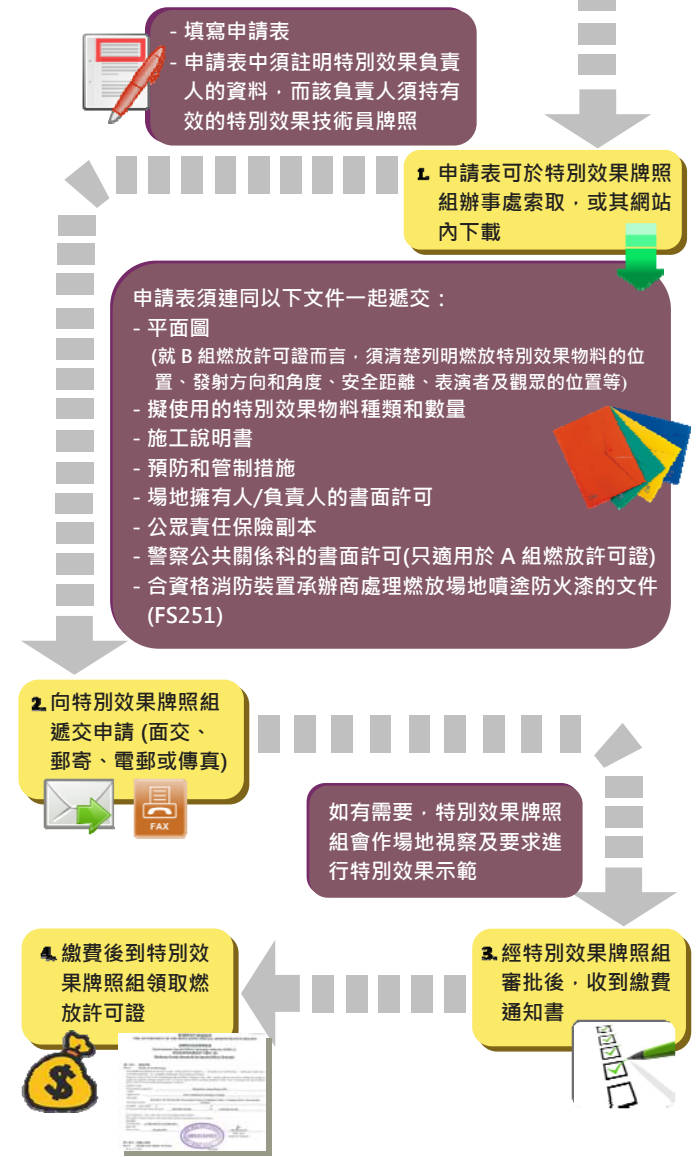 - 填寫申請表
- 申請表中須註明特別效果負責
人的資料，而該負責人須持有
效的特別效果技術員牌照
1. 申請表可於特別效果牌照
組辦事處索取，或其網站
內下載
申請表須連同以下文件一起遞交：
- 平面圖
(就 B 組燃放許可證而言，須清楚列明燃放特別效果物料的位
置、發射方向和角度、安全距離、表演者及觀眾的位置等)
- 擬使用的特別效果物料種類和數量
- 施工說明書
- 預防和管制措施
- 場地擁有人/負責人的書面許可
- 公眾責任保險副本
- 警察公共關係科的書面許可(只適用於 A 組燃放許可證)
- 合資格消防裝置承辦商處理燃放場地噴塗防火漆的文件
(FS251)
2. 向特別效果牌照組
遞交申請 (面交、
郵寄、電郵或傳真)
FAX
如有需要，特別效果牌照
組會作場地視察及要求進
行特別效果示範
3. 經特別效果牌照組
審批後，收到繳費
通知書
4. 繳費後到特別效
果牌照組領取燃
放許可證
$